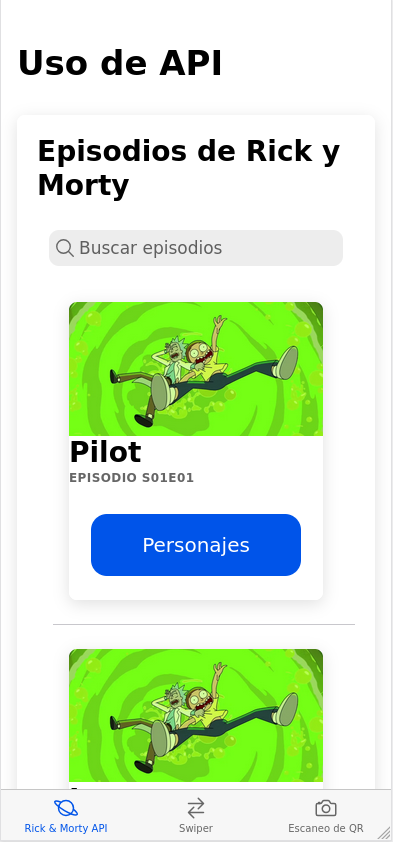 Uso de API
Episodios de Rick y
Morty
Buscar episodios
Pilot
EPISODIO S01E01
Personajes
Rick & Morty API
Swiper
Escaneo de QR